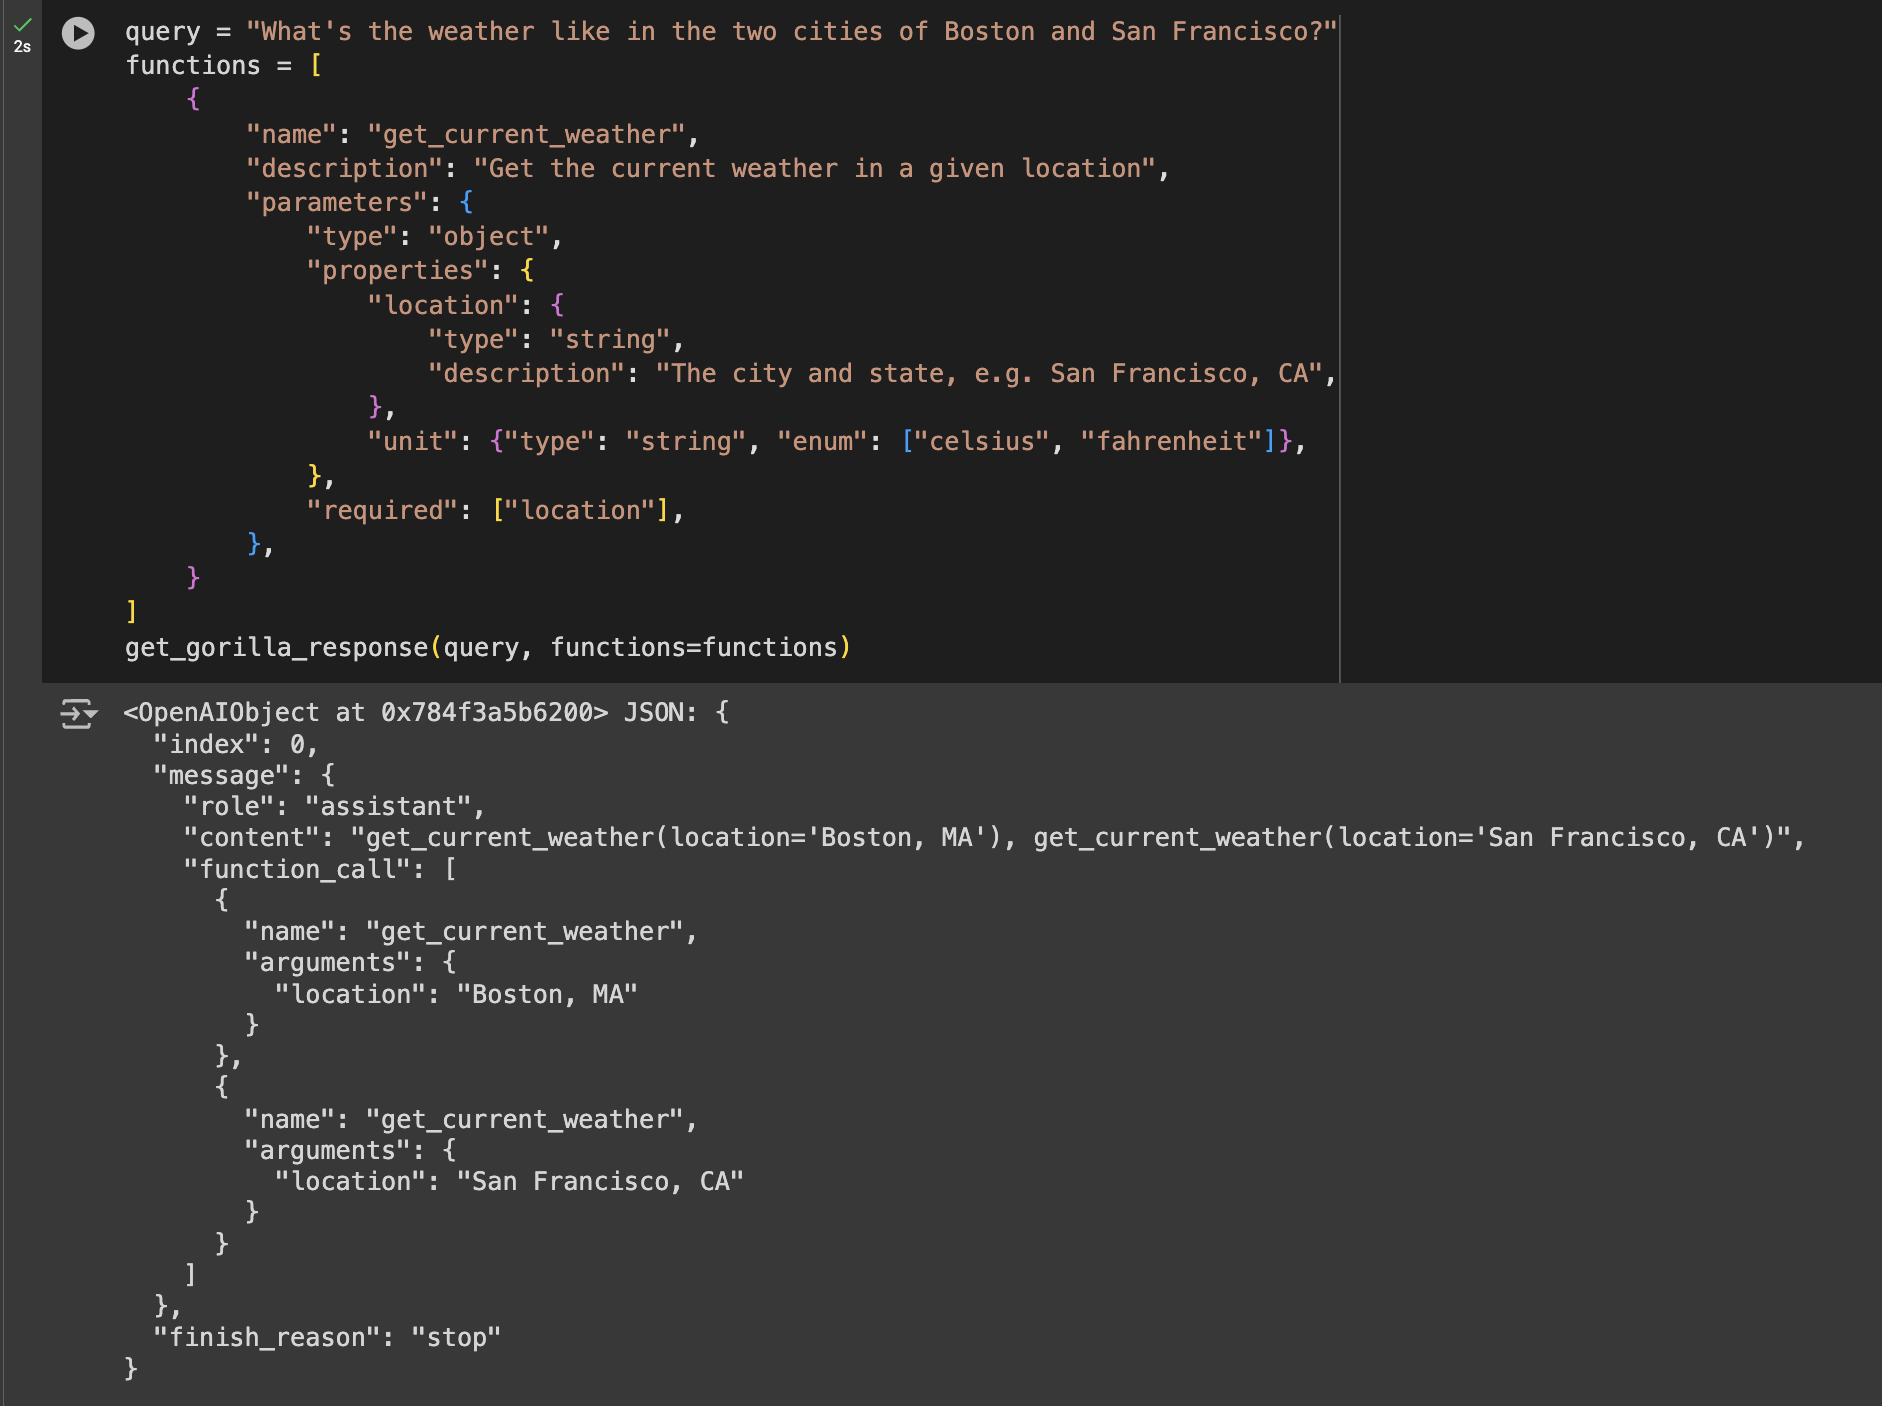 2s
query = "What's the weather like in the two cities of Boston and San Francisco?"
functions = [
    {
        "name": "get_current_weather",
        "description": "Get the current weather in a given location",
        "parameters": {
            "type": "object",
            "properties": {
                "location": {
                    "type": "string",
                    "description": "The city and state, e.g. San Francisco, CA",
                },
                "unit": {"type": "string", "enum": ["celsius", "fahrenheit"]},
            },
            "required": ["location"],
        },
    }
]
get_gorilla_response(query, functions=functions)
<OpenAIObject at 0x784f3a5b6200> JSON: {
  "index": 0,
  "message": {
    "role": "assistant",
    "content": "get_current_weather(location='Boston, MA'), get_current_weather(location='San Francisco, CA')",
    "function_call": [
      {
        "name": "get_current_weather",
        "arguments": {
          "location": "Boston, MA"
        }
      },
      {
        "name": "get_current_weather",
        "arguments": {
          "location": "San Francisco, CA"
        }
      }
    ]
  },
  "finish_reason": "stop"
}